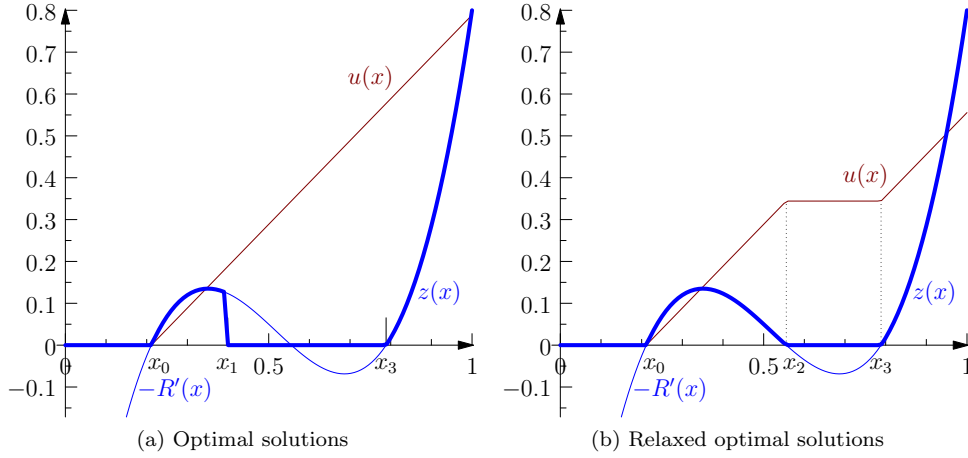 0.8
0.7
0.6
0.5
0.4
0.3
0.2
0.1
0
−0.1
u(x)
z(x)
−R′(x)
0 x₀ x₁ 0.5 x₃ 1
(a) Optimal solutions
0.8
0.7
0.6
0.5
0.4
0.3
0.2
0.1
0
−0.1
u(x)
z(x)
−R′(x)
0 x₀ 0.5 x₂ x₃ 1
(b) Relaxed optimal solutions